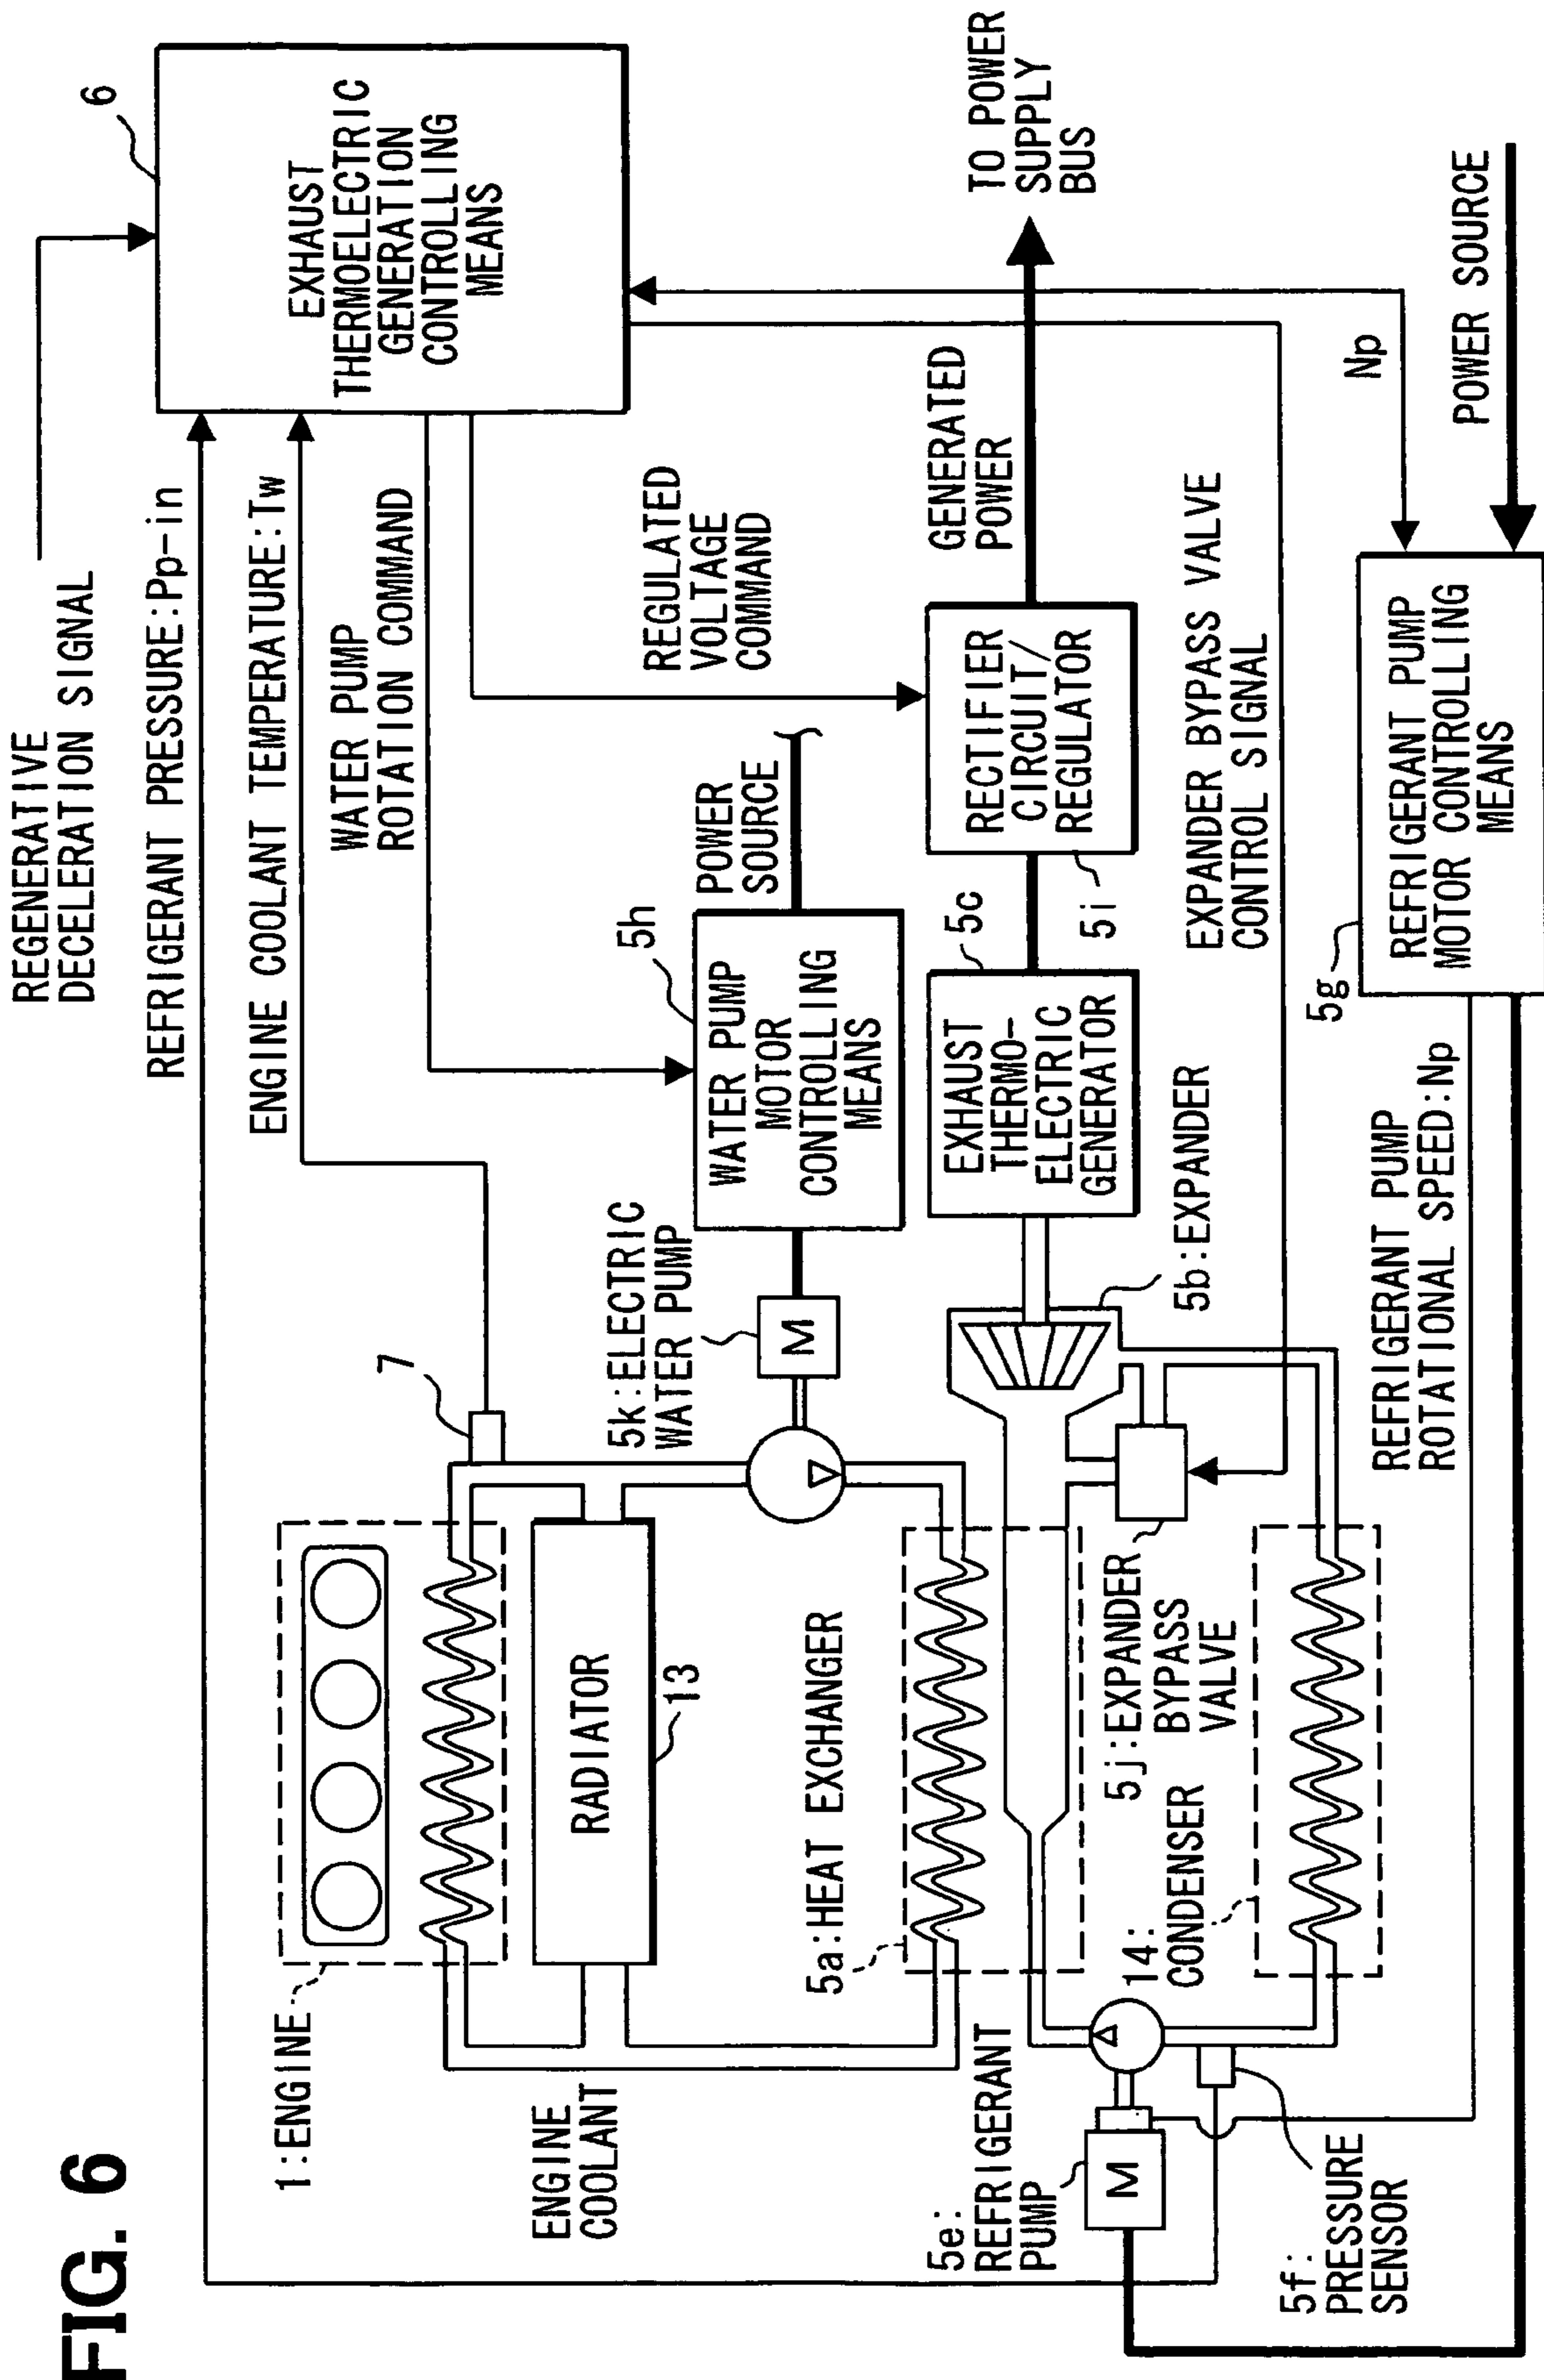 FIG. 6
REGENERATIVE
DECELERATION SIGNAL
REFRIGERANT PRESSURE:Pp-in
ENGINE COOLANT TEMPERATURE:Tw
WATER PUMP
ROTATION COMMAND
6
EXHAUST
THERMOELECTRIC
GENERATION
CONTROLLING
MEANS
1:ENGINE
7
RADIATOR
13
ENGINE
COOLANT
5k:ELECTRIC
WATER PUMP
M
5h
WATER PUMP
MOTOR
CONTROLLING
MEANS
POWER
SOURCE
REGULATED
VOLTAGE
COMMAND
5a:HEAT EXCHANGER
EXHAUST
THERMO-
ELECTRIC
GENERATOR
5c
RECTIFIER
CIRCUIT/
REGULATOR
5i
GENERATED
POWER
TO POWER
SUPPLY
BUS
5e:
REFRIGERANT
PUMP
M
14:
CONDENSER
5j:EXPANDER
BYPASS
VALVE
5b:EXPANDER
EXPANDER BYPASS VALVE
CONTROL SIGNAL
5f:
PRESSURE
SENSOR
REFRIGERANT PUMP
ROTATIONAL SPEED:Np
5g
REFRIGERANT PUMP
MOTOR CONTROLLING
MEANS
Np
POWER SOURCE